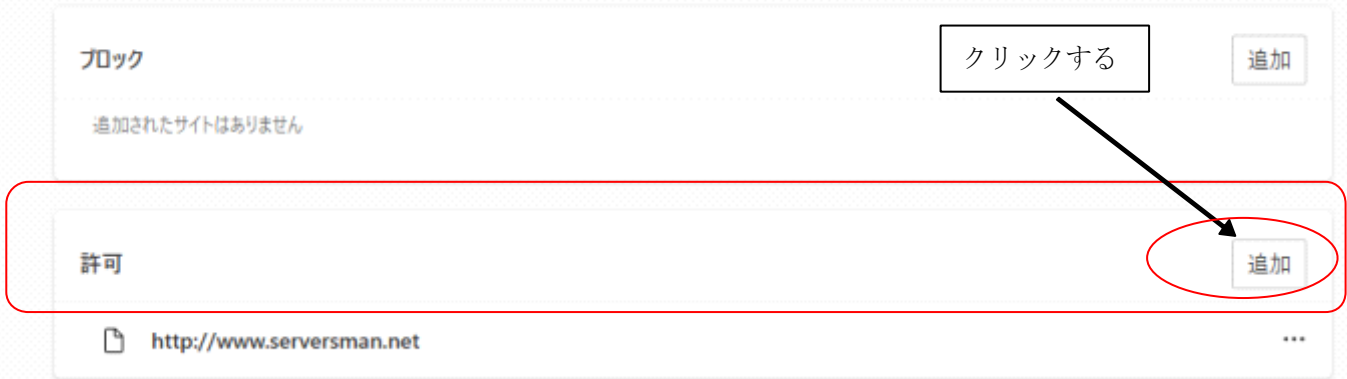 ブロック
クリックする
追加
追加されたサイトはありません
許可
追加
http://www.serversman.net